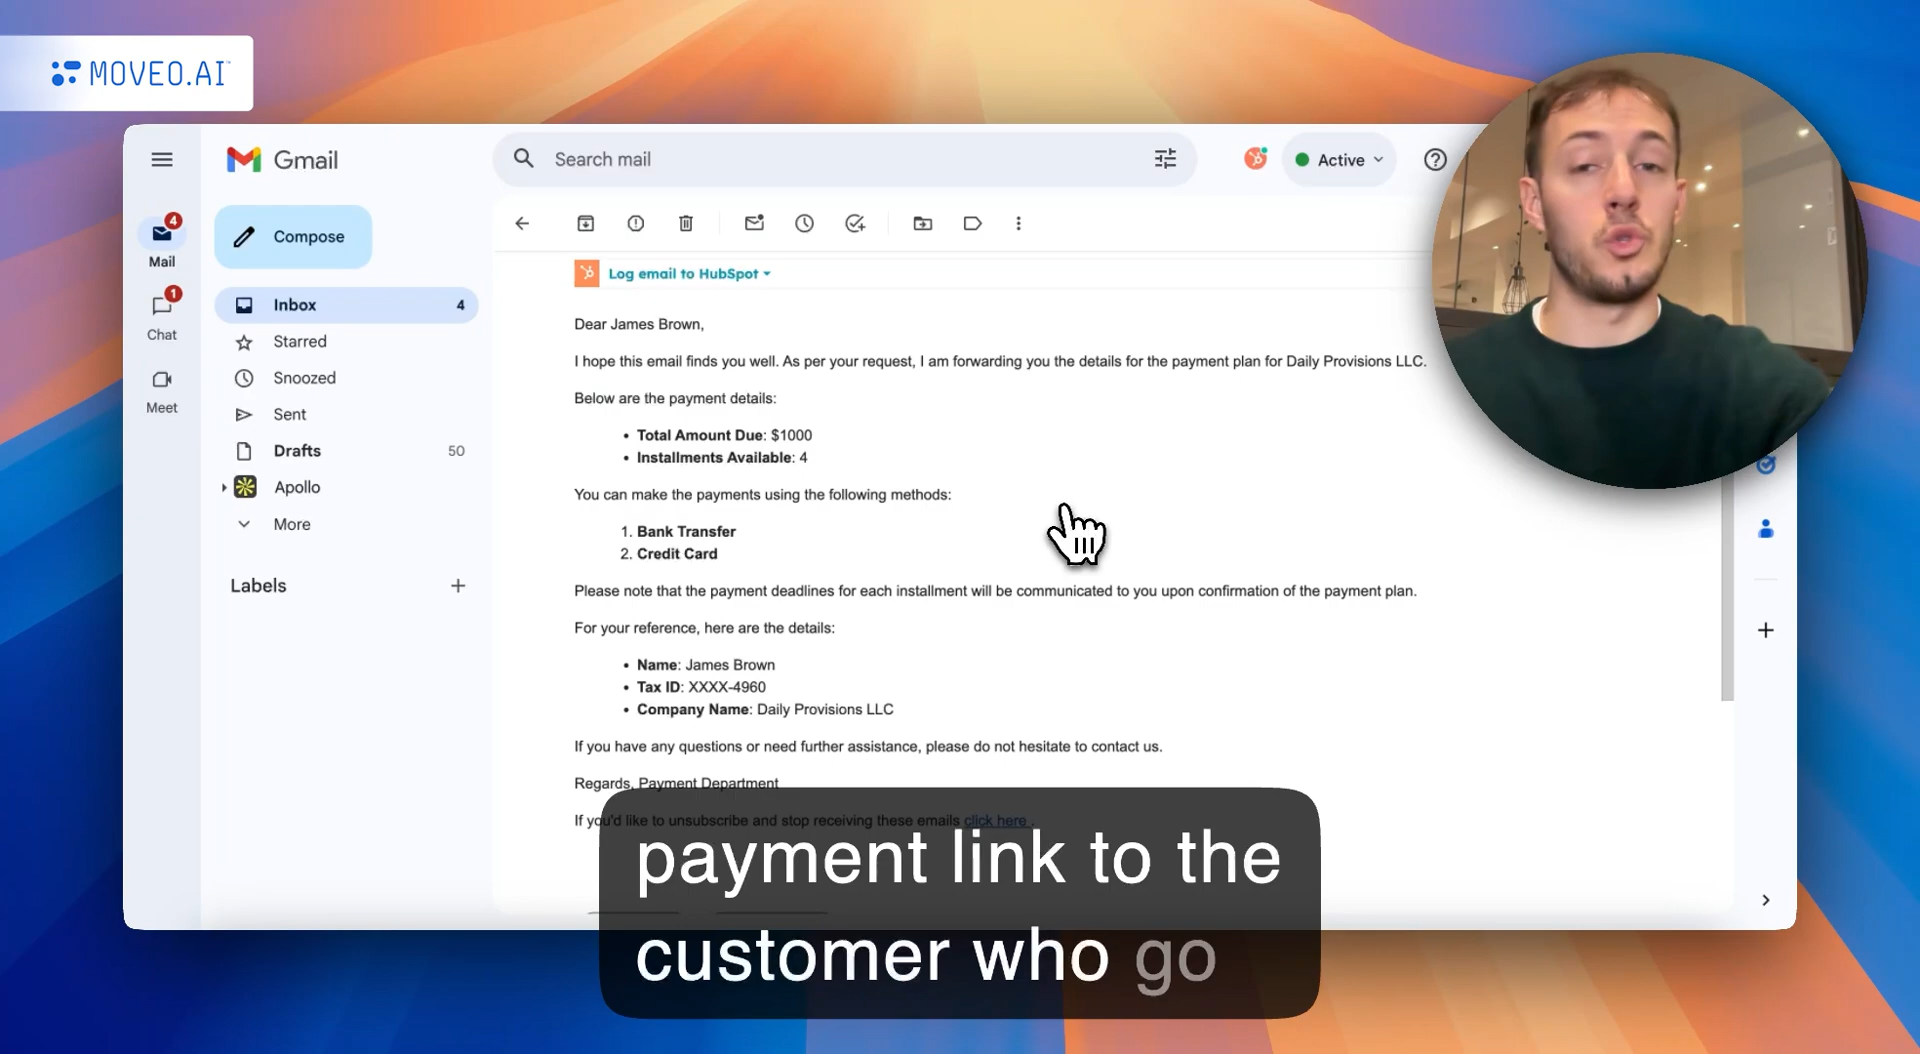 MOVEO.AI
Gmail
Search mail
Active
4
Mail
Compose
Log email to HubSpot
Inbox 4
1
Chat
Starred
Snoozed
Meet
Sent
Drafts 50
Apollo
More
Labels
Dear James Brown,
I hope this email finds you well. As per your request, I am forwarding you the details for the payment plan for Daily Provisions LLC.
Below are the payment details:
• Total Amount Due: $1000
• Installments Available: 4
You can make the payments using the following methods:
1. Bank Transfer
2. Credit Card
Please note that the payment deadlines for each installment will be communicated to you upon confirmation of the payment plan.
For your reference, here are the details:
• Name: James Brown
• Tax ID: XXXX-4960
• Company Name: Daily Provisions LLC
If you have any questions or need further assistance, please do not hesitate to contact us.
Regards, Payment Department
If you'd like to unsubscribe and stop receiving these emails click here .
payment link to the
customer who go